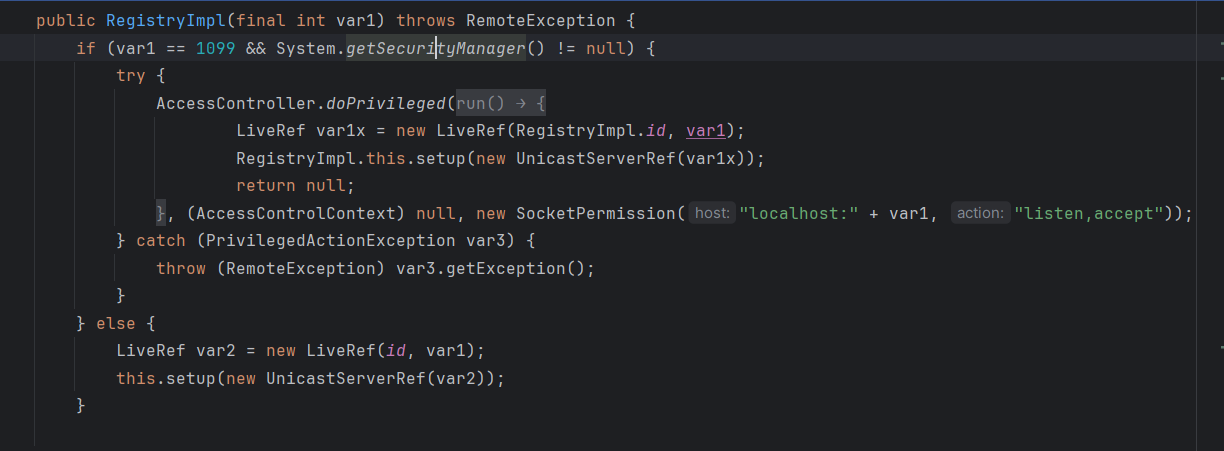 public RegistryImpl(final int var1) throws RemoteException {
if (var1 == 1099 && System.getSecurityManager() != null) {
try {
AccessController.doPrivileged(run() → {
LiveRef var1x = new LiveRef(RegistryImpl.id, var1);
RegistryImpl.this.setup(new UnicastServerRef(var1x));
return null;
}, (AccessControlContext) null, new SocketPermission( host: "localhost:" + var1, action: "listen,accept"));
} catch (PrivilegedActionException var3) {
throw (RemoteException) var3.getException();
}
} else {
LiveRef var2 = new LiveRef(id, var1);
this.setup(new UnicastServerRef(var2));
}